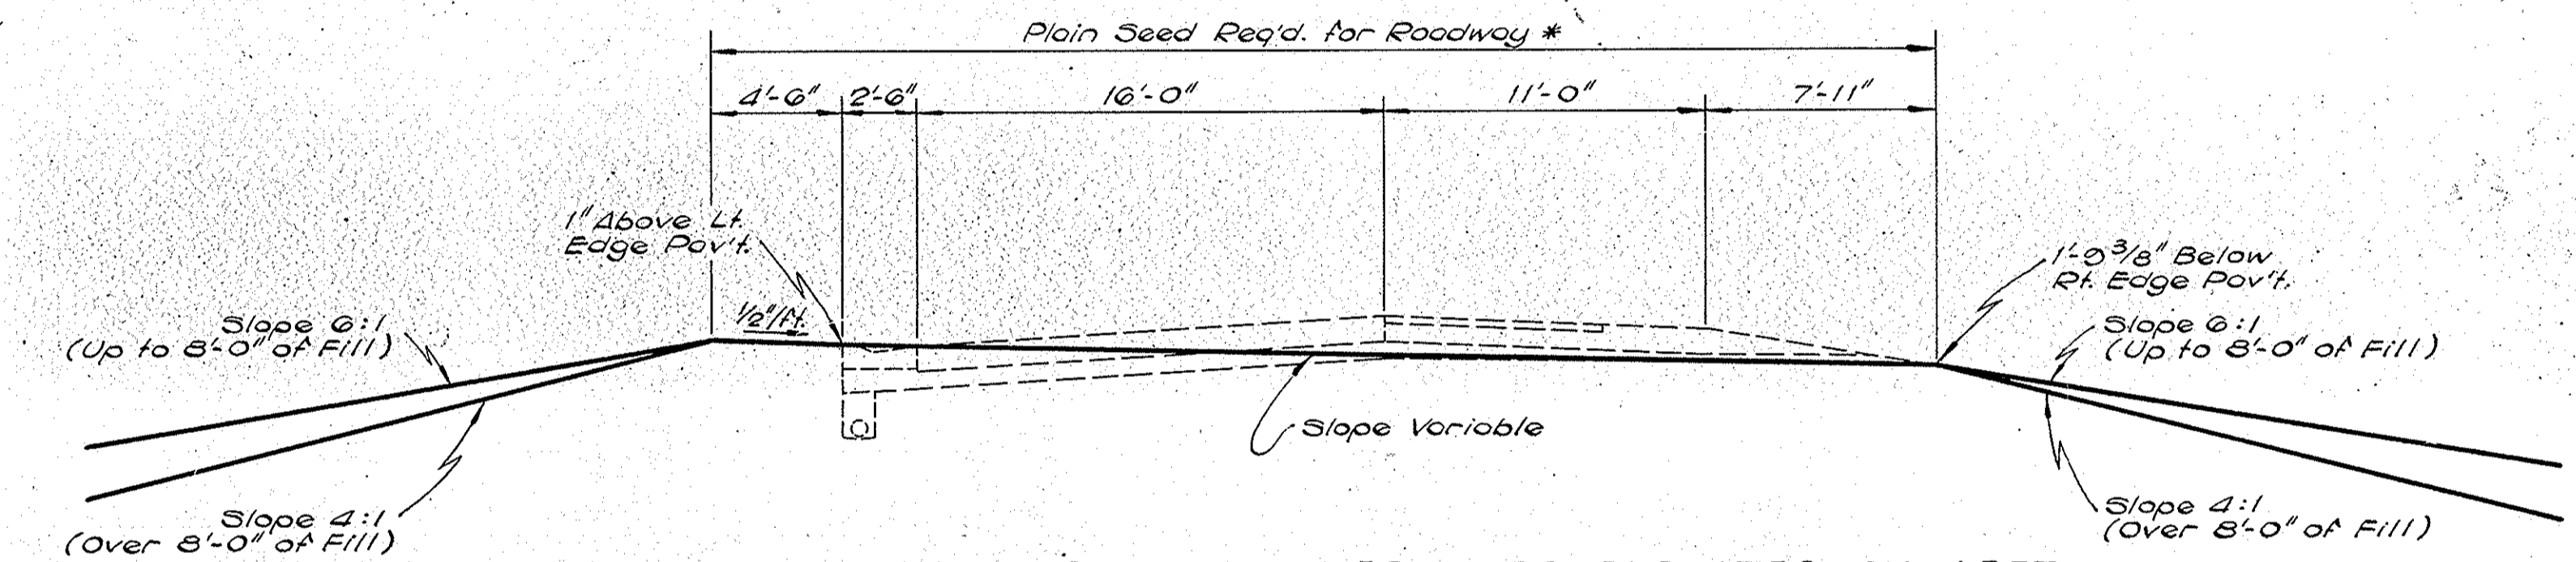 Plain Seed Req'd. for Roadway *
4'-6" 2'-6" 16'-0" 11'-0" 7'-11"
1" Above Lt.
Edge Pav't.
1/2"/ft.
1'-9 3/8" Below
Rt. Edge Pav't.
Slope 6:1
(Up to 8'-0" of Fill)
Slope 6:1
(Up to 8'-0" of Fill)
Slope Variable
Slope 4:1
(Over 8'-0" of Fill)
Slope 4:1
(Over 8'-0" of Fill)